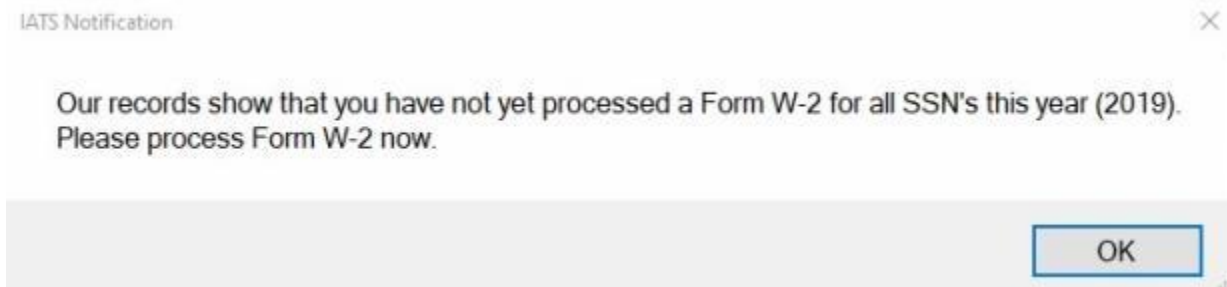 IATS Notification
Our records show that you have not yet processed a Form W-2 for all SSN's this year (2019).
Please process Form W-2 now.
OK